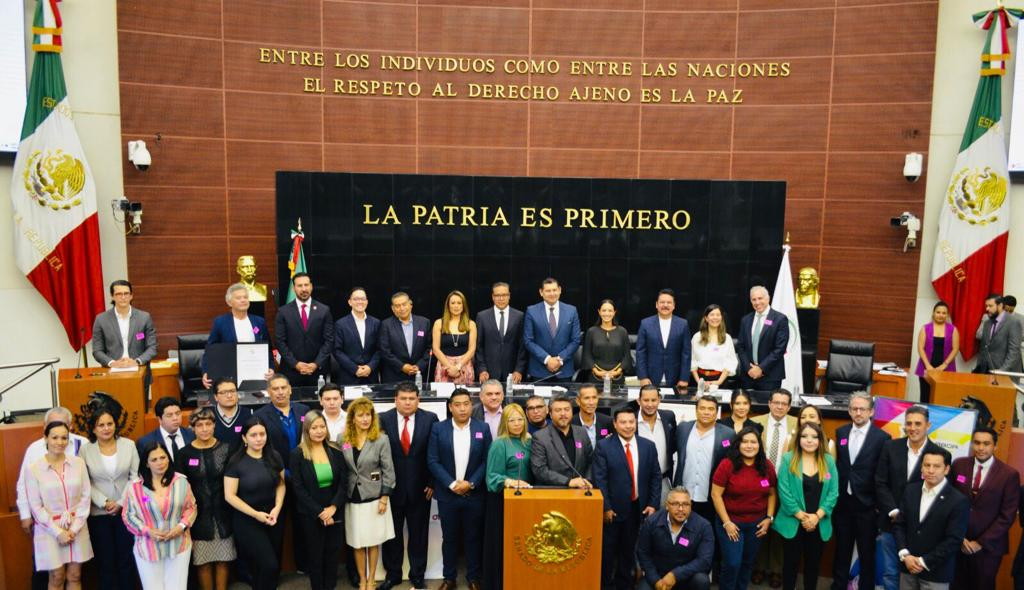 ENTRE LOS INDIVIDUOS COMO ENTRE LAS NACIONES
EL RESPETO AL DERECHO AJENO ES LA PAZ
LA PATRIA ES PRIMERO